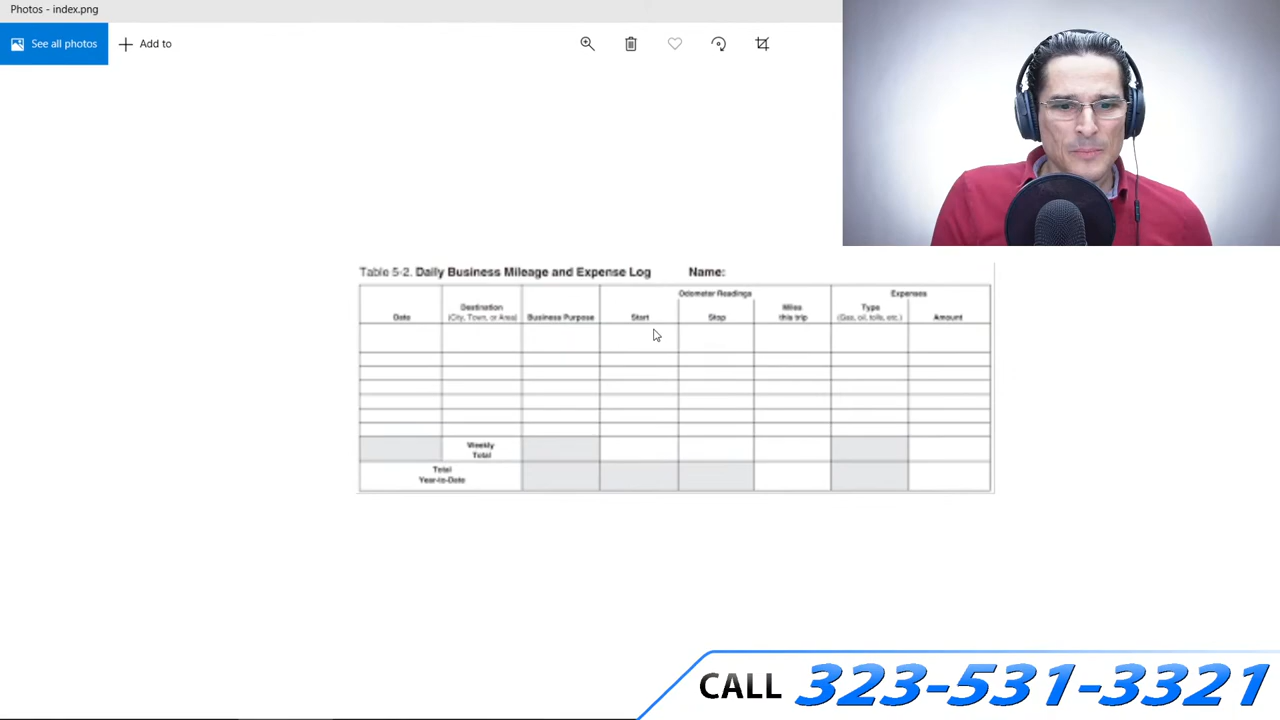 Photos - index.png
See all photos
Add to
Table 5-2. Daily Business Mileage and Expense Log Name:
Odometer Readings Expenses
Date Destination (City, Town, or Area) Business Purpose Start Stop Miles this trip Type (Gas, oil, tolls, etc.) Amount
Weekly Total
Total Year-to-Date
CALL 323-531-3321